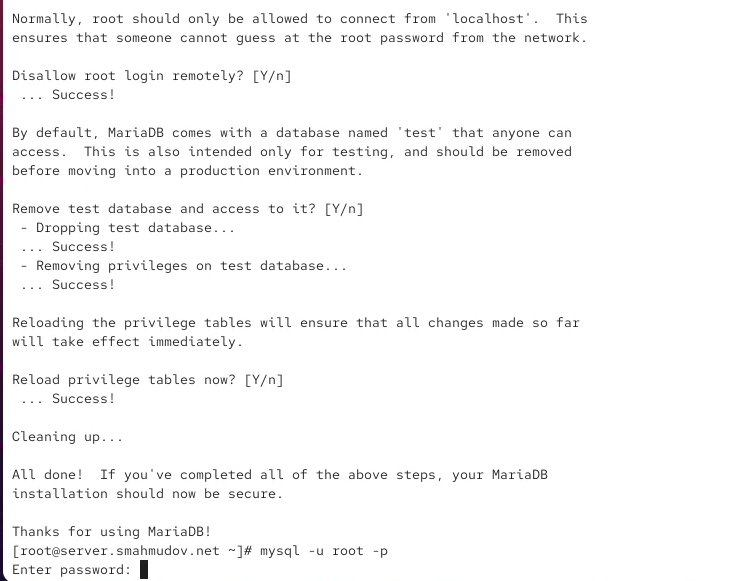 Normally, root should only be allowed to connect from 'localhost'.  This
ensures that someone cannot guess at the root password from the network.
Disallow root login remotely? [Y/n]
 ... Success!
By default, MariaDB comes with a database named 'test' that anyone can
access.  This is also intended only for testing, and should be removed
before moving into a production environment.
Remove test database and access to it? [Y/n]
 - Dropping test database...
 ... Success!
 - Removing privileges on test database...
 ... Success!
Reloading the privilege tables will ensure that all changes made so far
will take effect immediately.
Reload privilege tables now? [Y/n]
 ... Success!
Cleaning up...
All done!  If you've completed all of the above steps, your MariaDB
installation should now be secure.
Thanks for using MariaDB!
[root@server.smahmudov.net ~]# mysql -u root -p
Enter password: